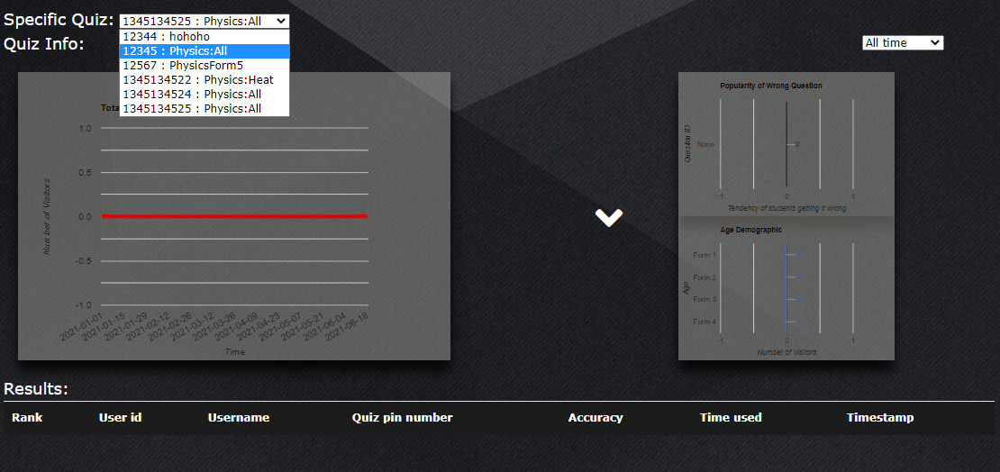 Specific Quiz: 1345134525 : Physics:All
12344 : hohoho
Quiz Info:
All time
12345 : Physics:All
12567 : PhysicsForm5
1345134522 : Physics:Heat
1345134524 : Physics:All
1345134525 : Physics:All
1.0
0.5
0.0
-0.5
-1.0
Number of Visitors
2021-01-01
2021-01-15
2021-01-29
2021-02-12
2021-02-26
2021-03-12
2021-03-26
2021-04-09
2021-04-23
2021-05-07
2021-05-21
2021-06-04
2021-06-18
Time
Popularity of Wrong Question
Question ID
None
0
-1 0 1
Tendency of students getting it wrong
Age Demographic
Age
Form 1
Form 2
Form 3
Form 4
-1 0 1
Number of Visitors
Results:
Rank User id Username Quiz pin number Accuracy Time used Timestamp